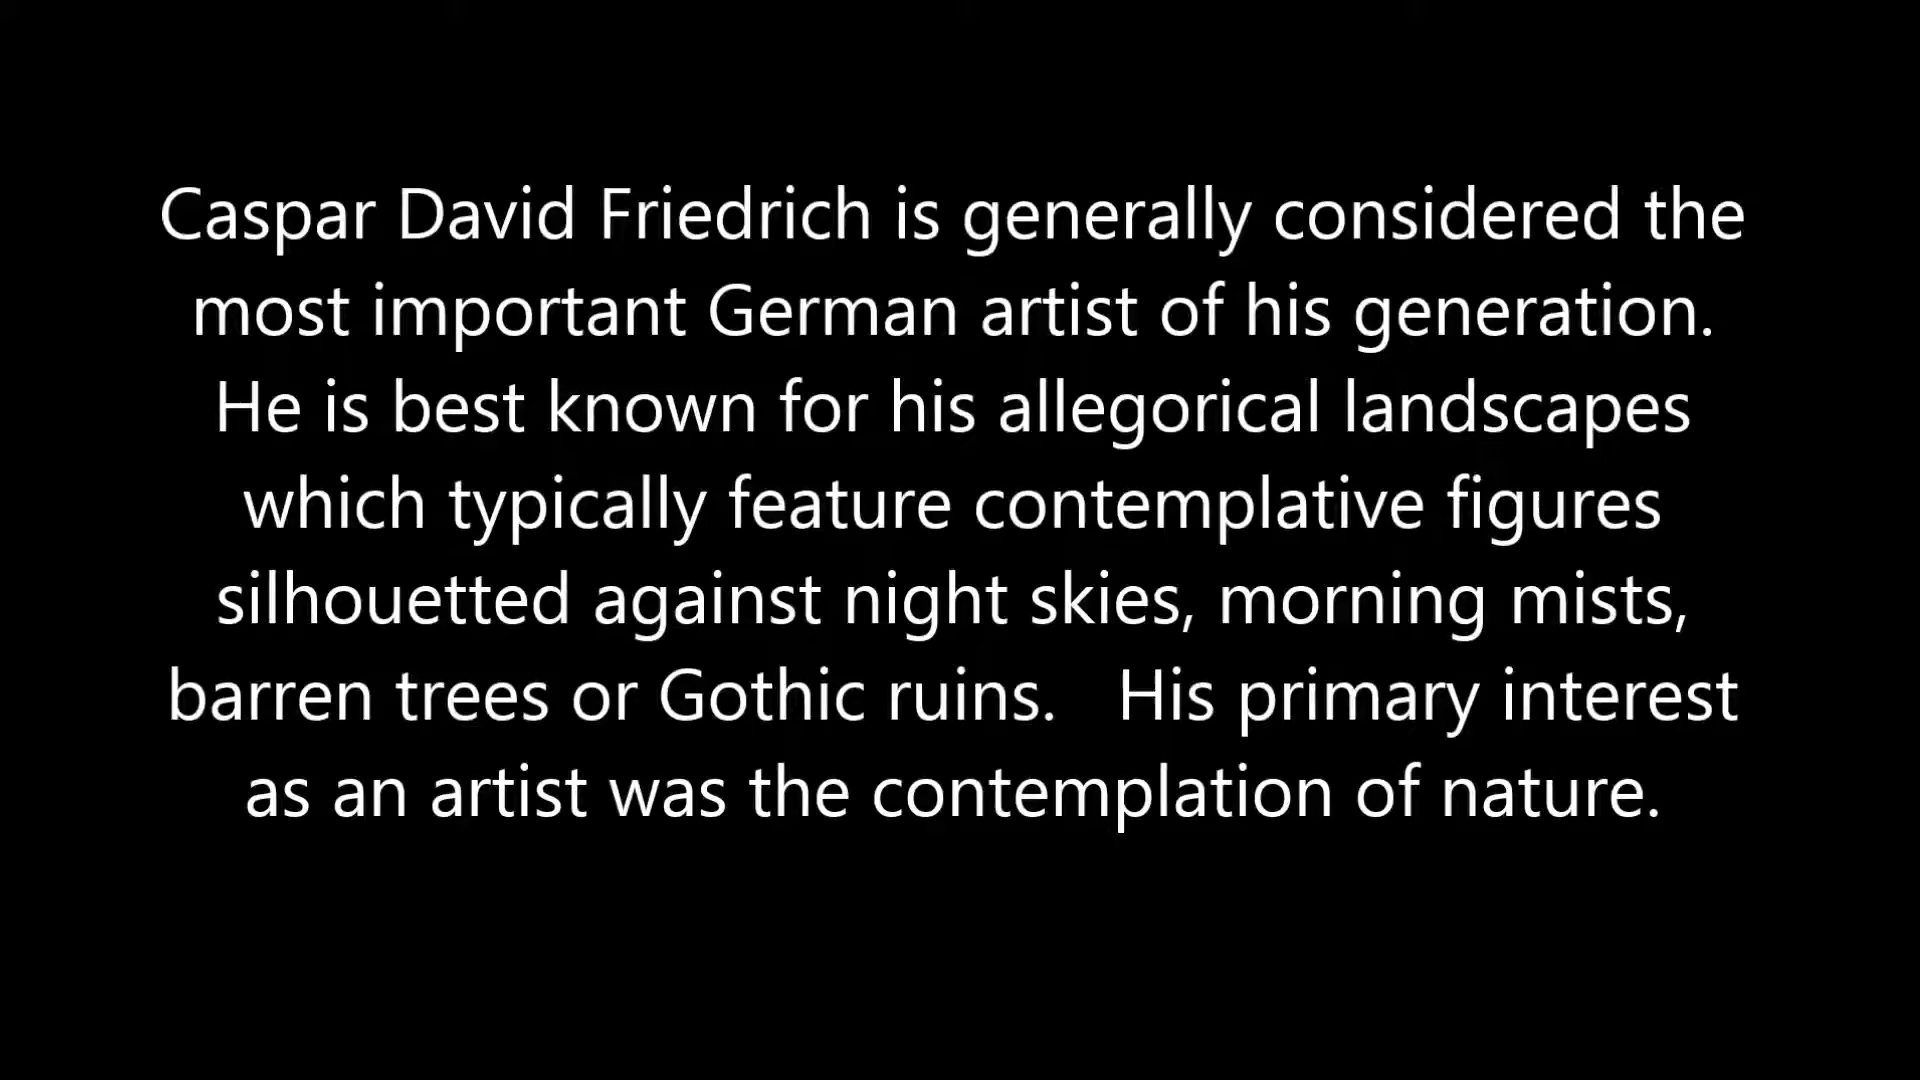 Caspar David Friedrich is generally considered the
most important German artist of his generation.
He is best known for his allegorical landscapes
which typically feature contemplative figures
silhouetted against night skies, morning mists,
barren trees or Gothic ruins.   His primary interest
as an artist was the contemplation of nature.